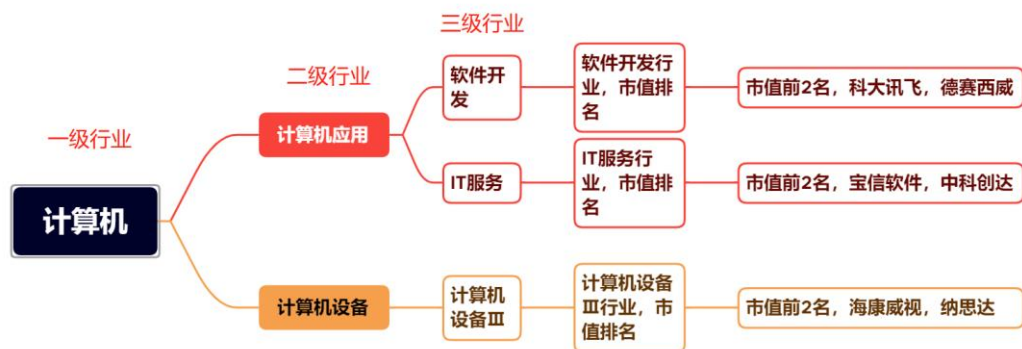 三级行业
二级行业
一级行业
计算机
计算机应用
软件开
发
软件开发行
业，市值排
名
市值前2名，科大讯飞，德赛西威
IT服务
IT服务行
业，市值排
名
市值前2名，宝信软件，中科创达
计算机设备
计算机
设备Ⅲ
计算机设备
Ⅲ行业，市
值排名
市值前2名，海康威视，纳思达